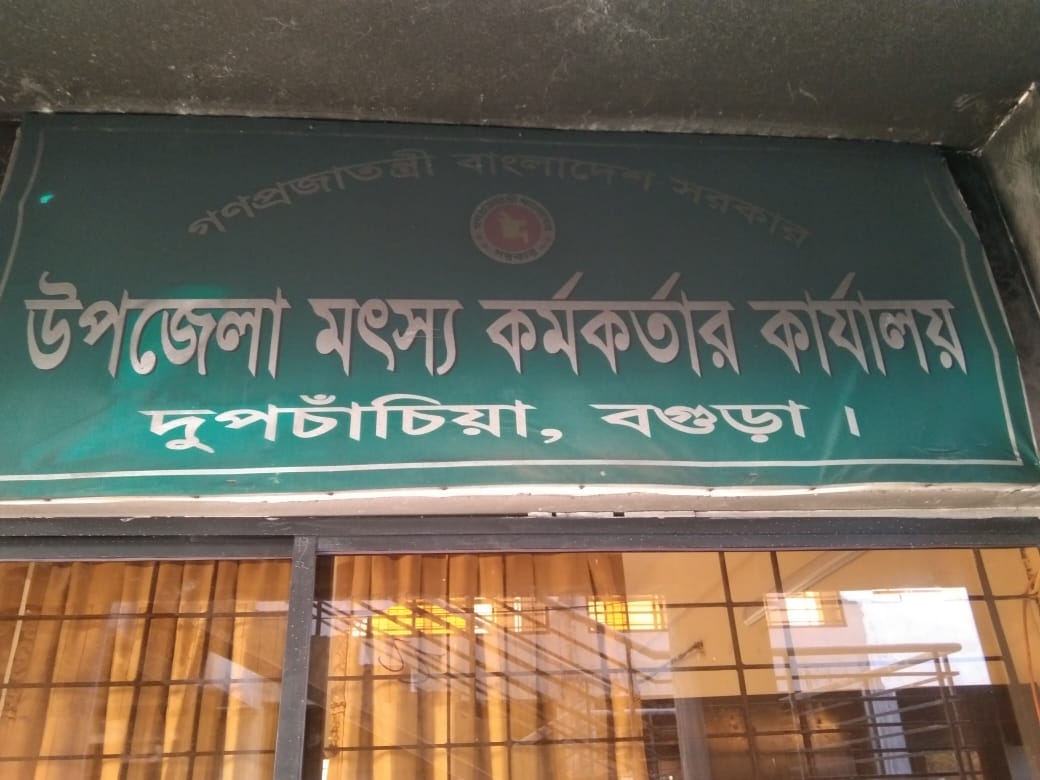 গণপ্রজাতন্ত্রী বাংলাদেশ সরকার
উপজেলা মৎস্য কর্মকর্তার কার্যালয়
দুপচাঁচিয়া, বগুড়া ।